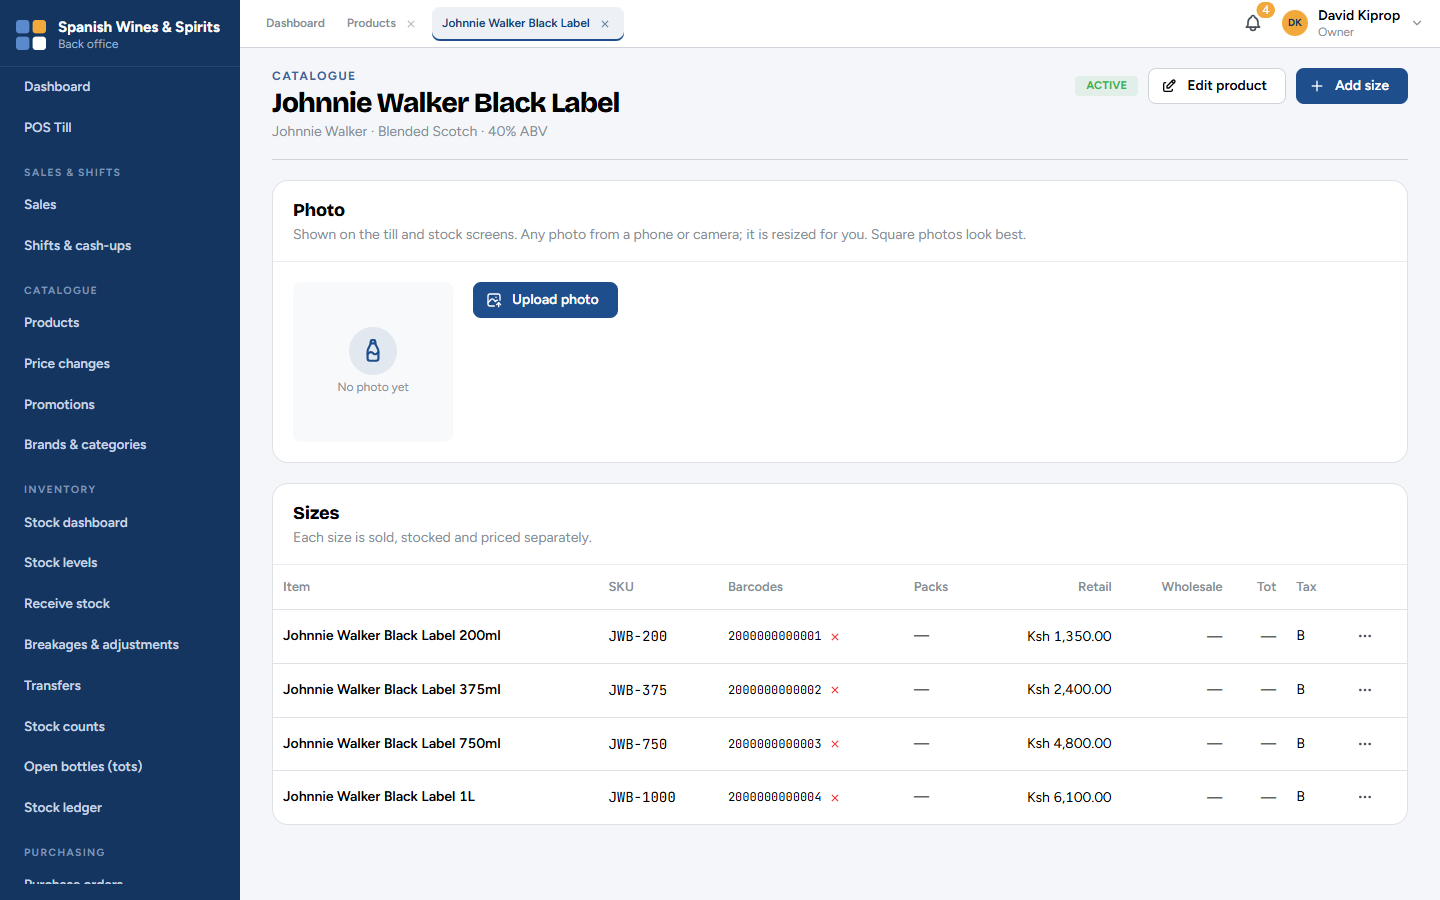 Spanish Wines & Spirits
Back office
Dashboard
POS Till
SALES & SHIFTS
Sales
Shifts & cash-ups
CATALOGUE
Products
Price changes
Promotions
Brands & categories
INVENTORY
Stock dashboard
Stock levels
Receive stock
Breakages & adjustments
Transfers
Stock counts
Open bottles (tots)
Stock ledger
PURCHASING
Purchase orders
Dashboard Products × Johnnie Walker Black Label ×
4 DK David Kiprop
Owner
CATALOGUE
Johnnie Walker Black Label
Johnnie Walker · Blended Scotch · 40% ABV
ACTIVE Edit product + Add size
Photo
Shown on the till and stock screens. Any photo from a phone or camera; it is resized for you. Square photos look best.
No photo yet
Upload photo
Sizes
Each size is sold, stocked and priced separately.
Item SKU Barcodes Packs Retail Wholesale Tot Tax
Johnnie Walker Black Label 200ml JWB-200 2000000000001 × — Ksh 1,350.00 — — B ···
Johnnie Walker Black Label 375ml JWB-375 2000000000002 × — Ksh 2,400.00 — — B ···
Johnnie Walker Black Label 750ml JWB-750 2000000000003 × — Ksh 4,800.00 — — B ···
Johnnie Walker Black Label 1L JWB-1000 2000000000004 × — Ksh 6,100.00 — — B ···